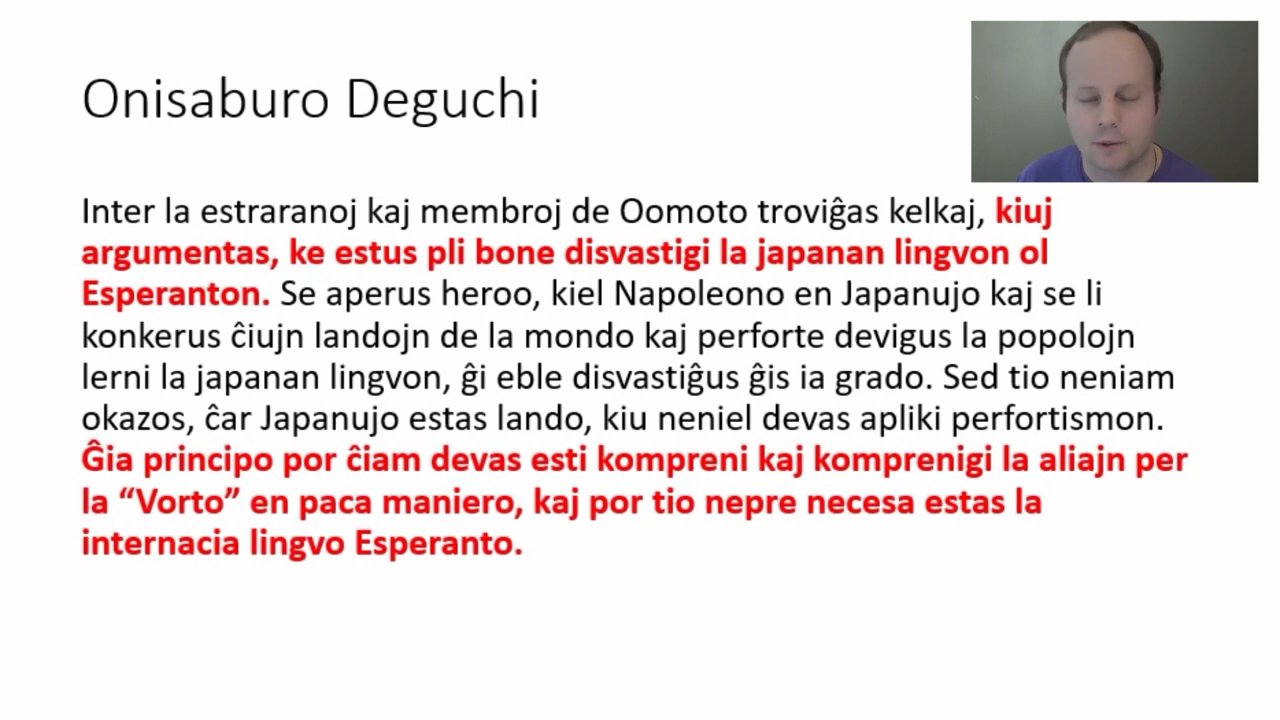 Onisaburo Deguchi
Inter la estraranoj kaj membroj de Oomoto troviĝas kelkaj, kiuj
argumentas, ke estus pli bone disvastigi la japanan lingvon ol
Esperanton. Se aperus heroo, kiel Napoleono en Japanujo kaj se li
konkerus ĉiujn landojn de la mondo kaj perforte devigus la popolojn
lerni la japanan lingvon, ĝi eble disvastiĝus ĝis ia grado. Sed tio neniam
okazos, ĉar Japanujo estas lando, kiu neniel devas apliki perfortismon.
Ĝia principo por ĉiam devas esti kompreni kaj komprenigi la aliajn per
la “Vorto” en paca maniero, kaj por tio nepre necesa estas la
internacia lingvo Esperanto.